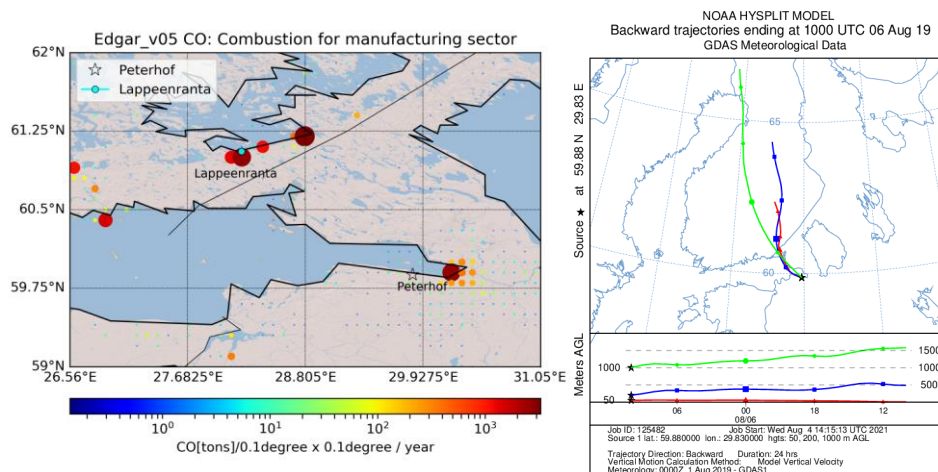 Edgar_v05 CO: Combustion for manufacturing sector
62°N
61.25°N
60.5°N
59.75°N
59°N
Peterhof
Lappeenranta
Lappeenranta
Peterhof
26.56°E 27.6825°E 28.805°E 29.9275°E 31.05°E
10⁰ 10¹ 10² 10³
CO[tons]/0.1degree x 0.1degree / year
NOAA HYSPLIT MODEL
Backward trajectories ending at 1000 UTC 06 Aug 19
GDAS Meteorological Data
Source ★ at 59.88 N 29.83 E
65
60
Meters AGL
1500
1000 1000
500
50
06 00 18 12
08/06
Job ID: 125482 Job Start: Wed Aug 4 14:15:13 UTC 2021
Source 1 lat.: 59.880000 lon.: 29.830000 hgts: 50, 200, 1000 m AGL
Trajectory Direction: Backward Duration: 24 hrs
Vertical Motion Calculation Method: Model Vertical Velocity
Meteorology: 0000Z 1 Aug 2019 - GDAS1